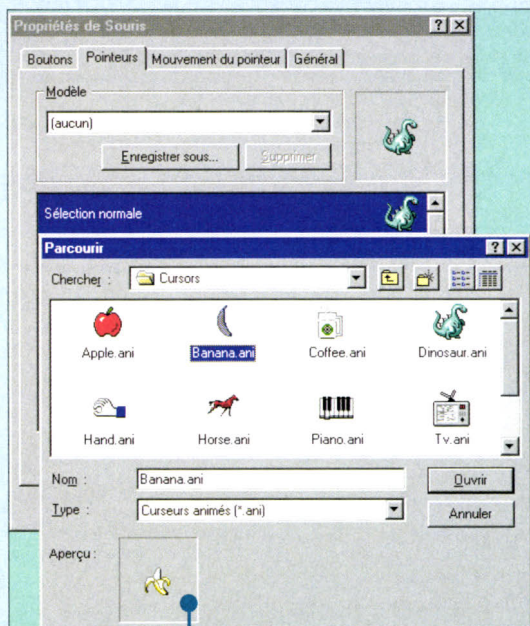 Propriétés de Souris
Boutons Pointeurs Mouvement du pointeur Général
Modèle
(aucun)
Enregistrer sous... Supprimer
Sélection normale
Parcourir
Chercher : Cursors
Apple.ani Banana.ani Coffee.ani Dinosaur.ani
Hand.ani Horse.ani Piano.ani Tv.ani
Nom : Banana.ani Ouvrir
Type : Curseurs animés (*.ani) Annuler
Aperçu :